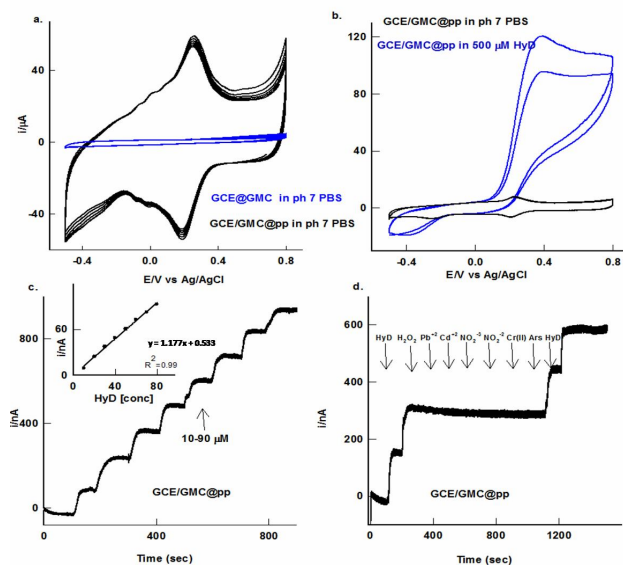 a.
i/µA
40
0
-40
GCE@GMC in ph 7 PBS
GCE/GMC@pp in ph 7 PBS
-0.4
0.0
0.4
0.8
E/V vs Ag/AgCl
b.
GCE/GMC@pp in ph 7 PBS
GCE/GMC@pp in 500 µM HyD
120
80
40
0
-0.4
0.0
0.4
0.8
E/V vs Ag/AgCl
c.
i/nA
800
400
0
i/nA
60
0
y = 1.177x + 0.533
R² =0.99
0
40
80
HyD [conc]
10-90 µM
GCE/GMC@pp
0
400
800
Time (sec)
d.
i/nA
600
400
200
0
HyD H₂O₂ Pb⁺² Cd⁺² NO₃⁻³ NO₂⁻² Cr(II) Ars HyD
GCE/GMC@pp
0
400
800
1200
Time (sec)